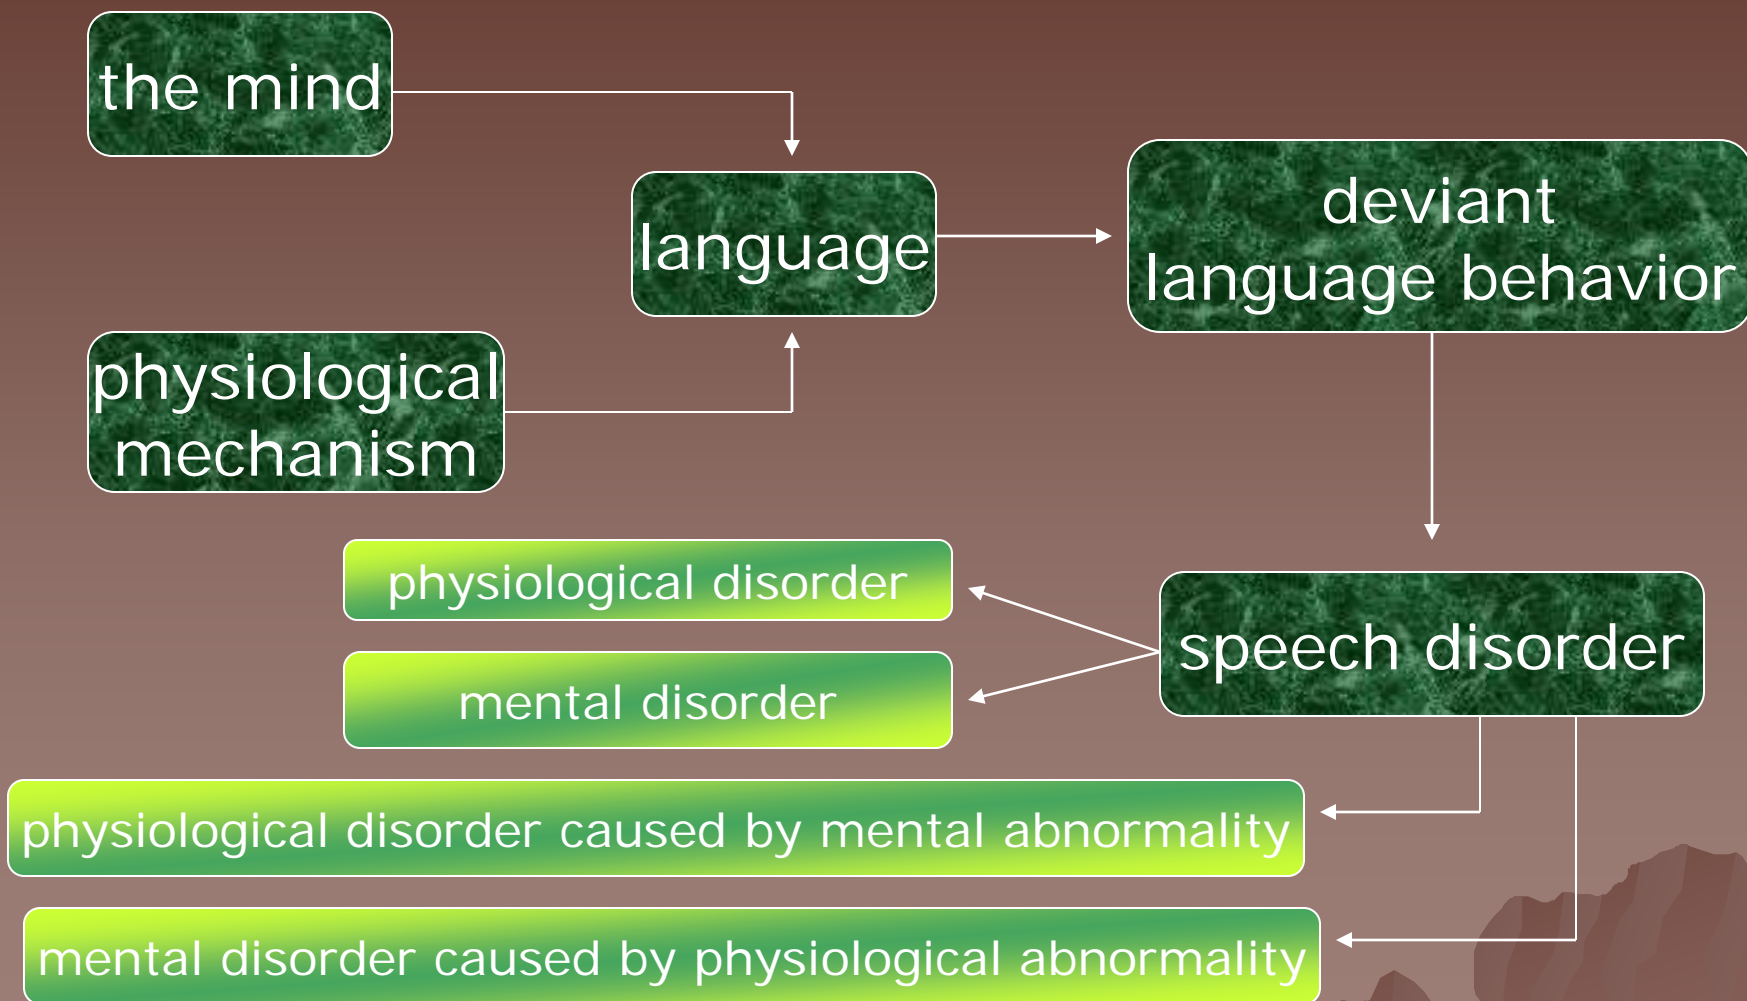 the mind
language
deviant
language behavior
physiological
mechanism
physiological disorder
speech disorder
mental disorder
physiological disorder caused by mental abnormality
mental disorder caused by physiological abnormality